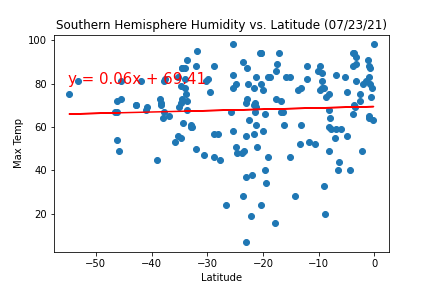 Southern Hemisphere Humidity vs. Latitude (07/23/21)
100
80
60
40
20
Max Temp
y = 0.06x + 69.41
−50
−40
−30
−20
−10
0
Latitude